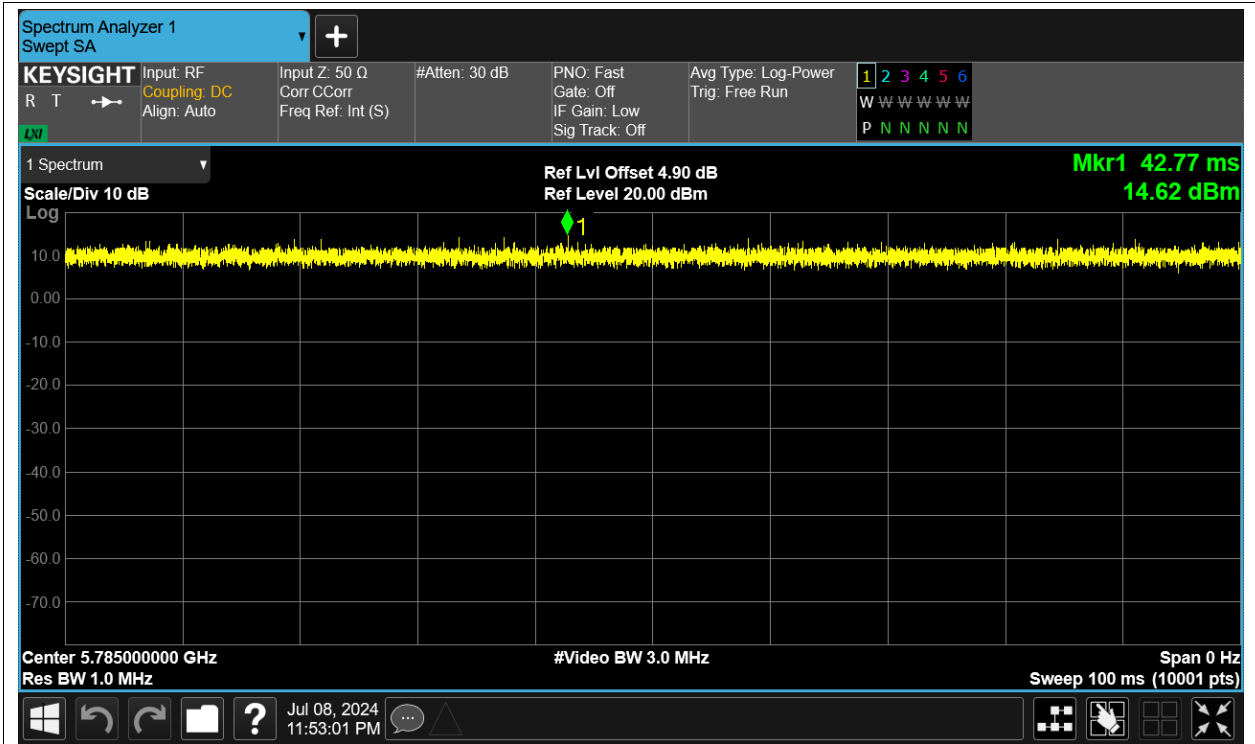 Spectrum Analyzer 1
Swept SA
+
KEYSIGHT
R T
LXI
Input: RF
Coupling: DC
Align: Auto
Input Z: 50 Ω
Corr CCorr
Freq Ref: Int (S)
#Atten: 30 dB
PNO: Fast
Gate: Off
IF Gain: Low
Sig Track: Off
Avg Type: Log-Power
Trig: Free Run
1 2 3 4 5 6
W W W W W W
P N N N N N
1 Spectrum
Scale/Div 10 dB
Log
Ref Lvl Offset 4.90 dB
Ref Level 20.00 dBm
Mkr1 42.77 ms
14.62 dBm
1
10.0
0.00
-10.0
-20.0
-30.0
-40.0
-50.0
-60.0
-70.0
Center 5.785000000 GHz
Res BW 1.0 MHz
#Video BW 3.0 MHz
Span 0 Hz
Sweep 100 ms (10001 pts)
?
Jul 08, 2024
11:53:01 PM